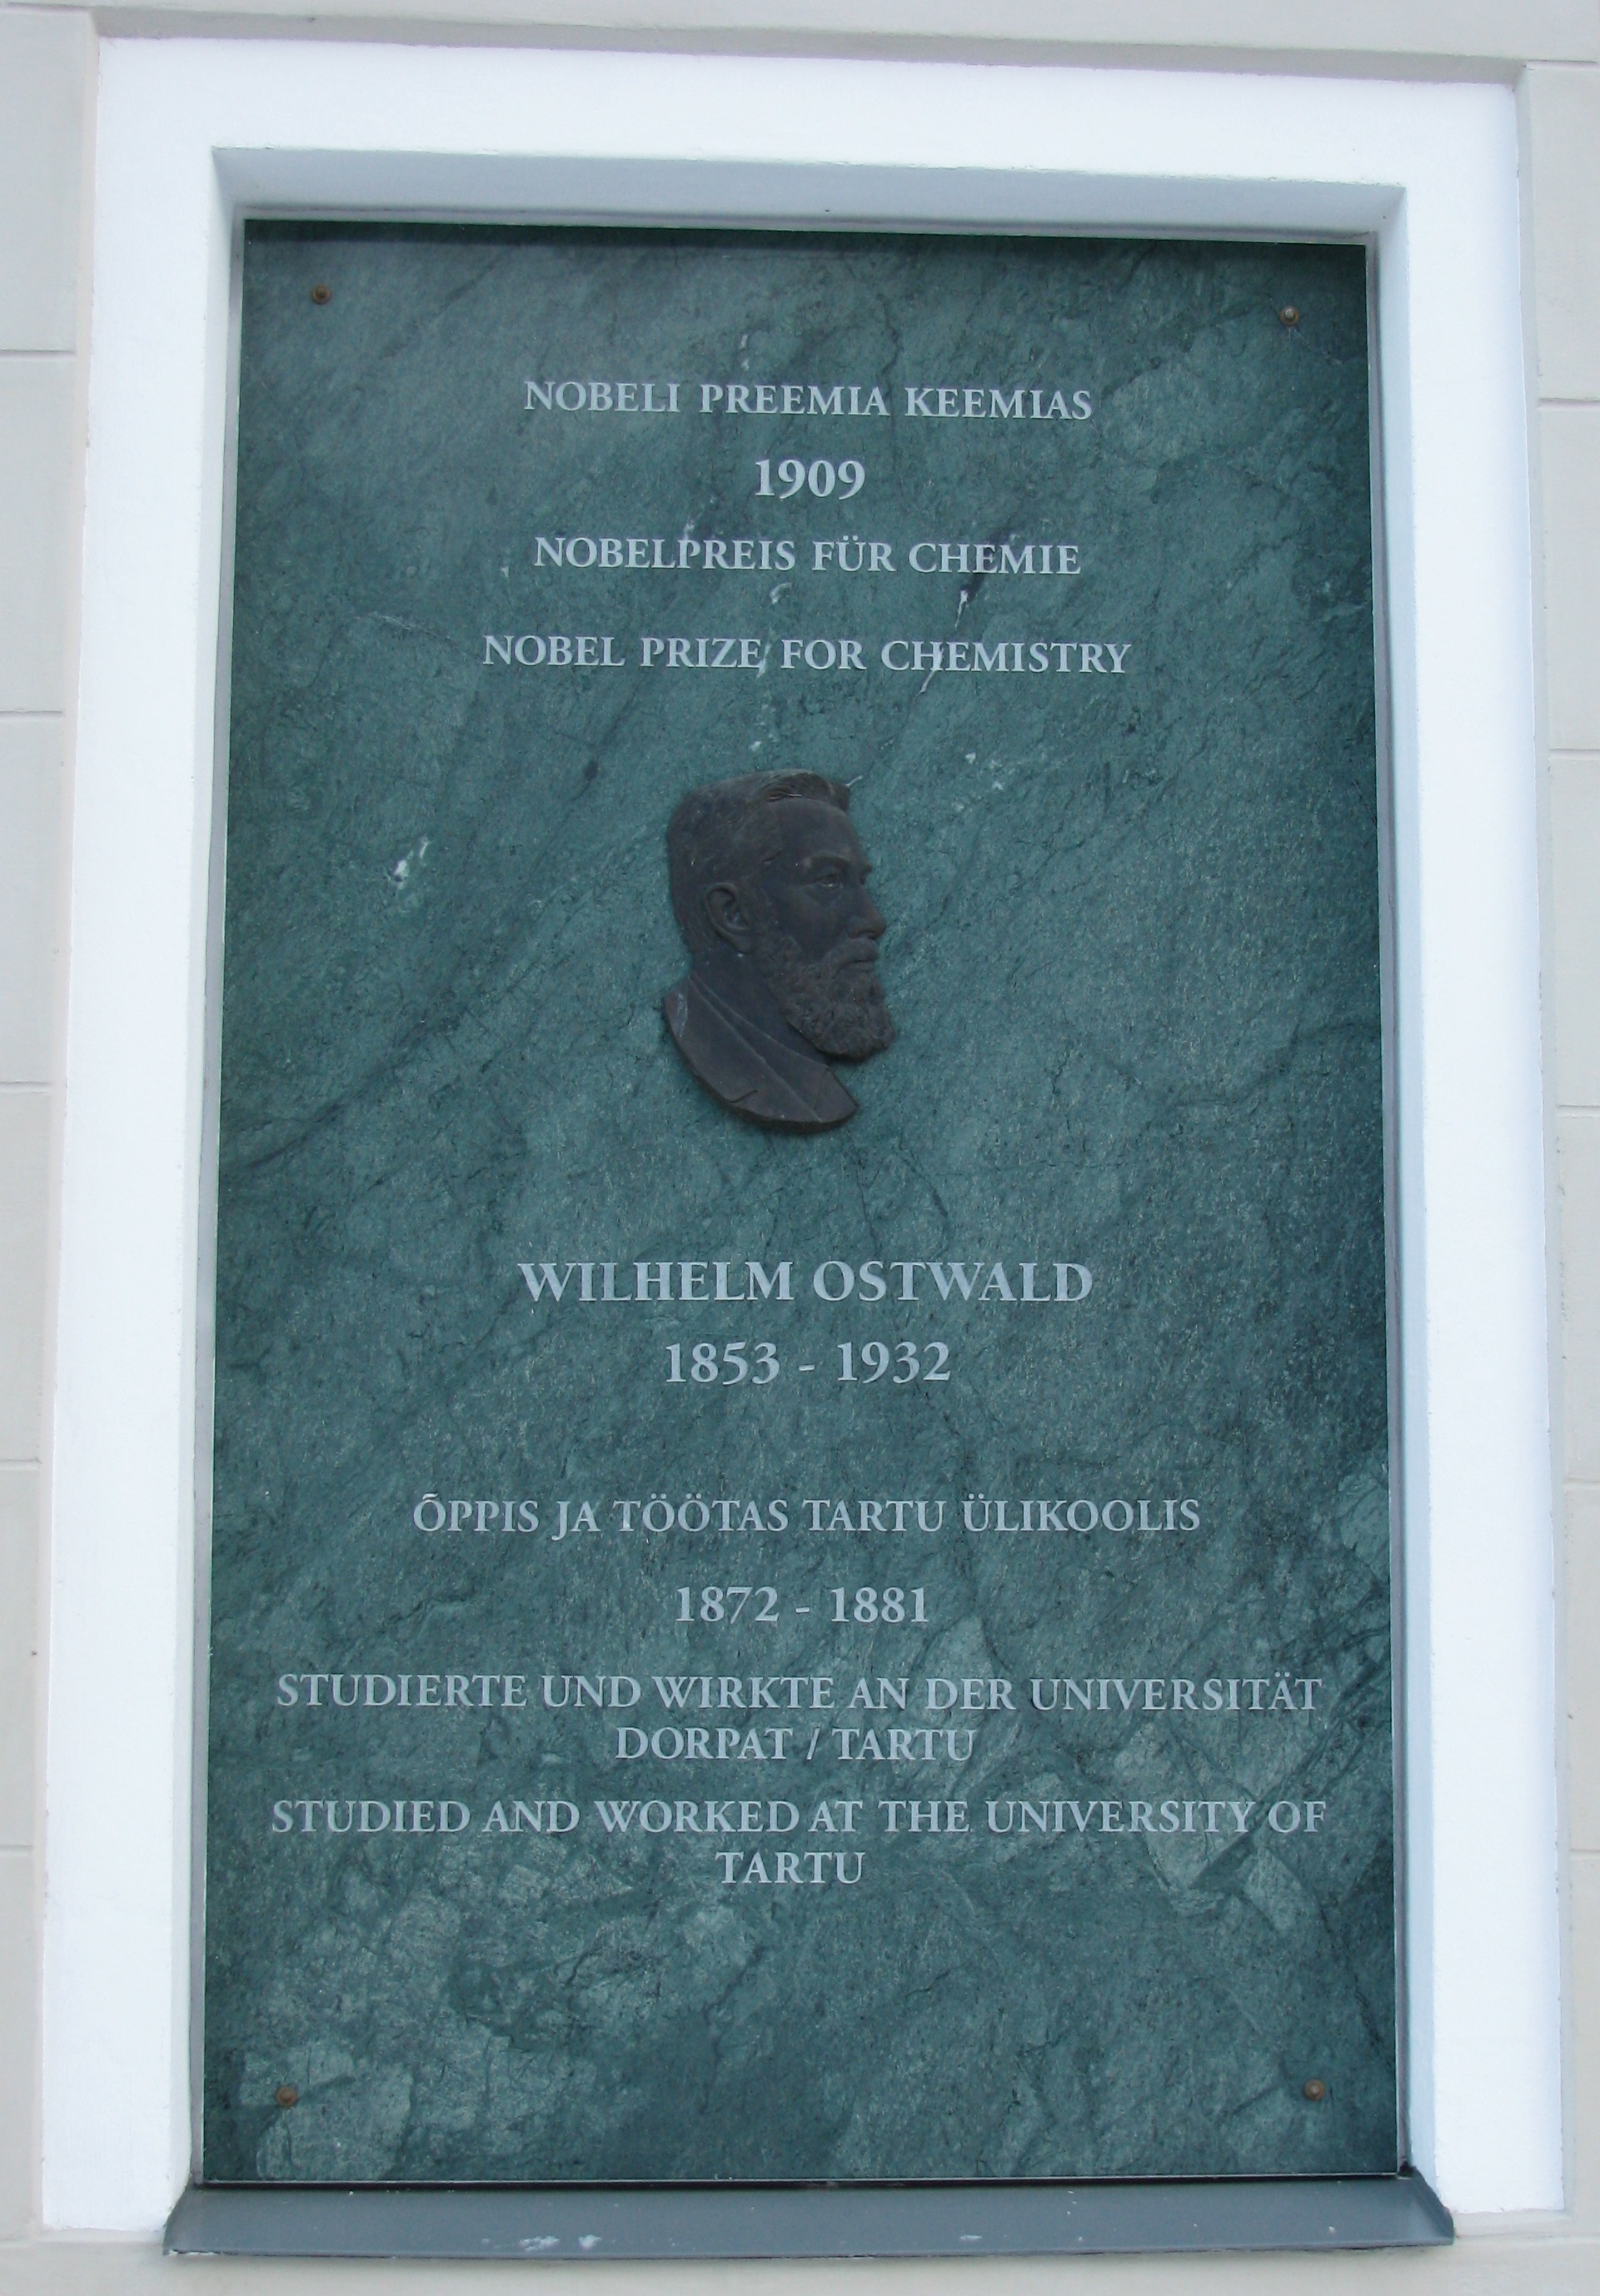 NOBELI PREEMIA KEEMIAS
1909
NOBELPREIS FÜR CHEMIE
NOBEL PRIZE FOR CHEMISTRY
WILHELM OSTWALD
1853 - 1932
ÕPPIS JA TÖÖTAS TARTU ÜLIKOOLIS
1872 - 1881
STUDIERTE UND WIRKTE AN DER UNIVERSITÄT
DORPAT / TARTU
STUDIED AND WORKED AT THE UNIVERSITY OF
TARTU